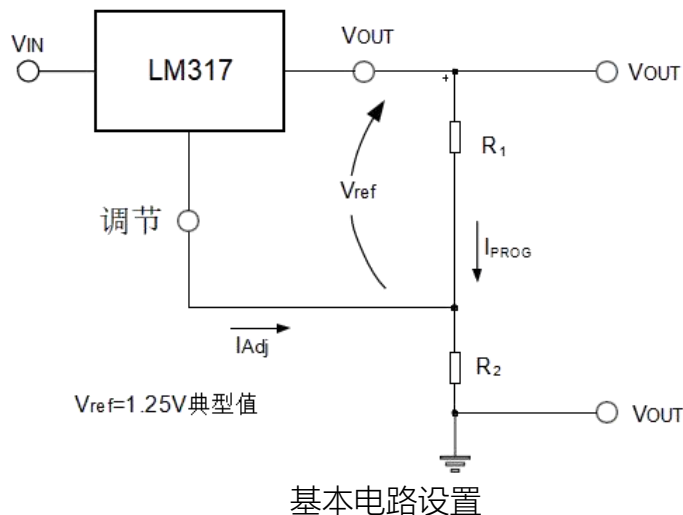 VIN
LM317
VOUT
VOUT
+
R1
Vref
调节
IPROG
IAdj
R2
Vref=1.25V典型值
VOUT
基本电路设置